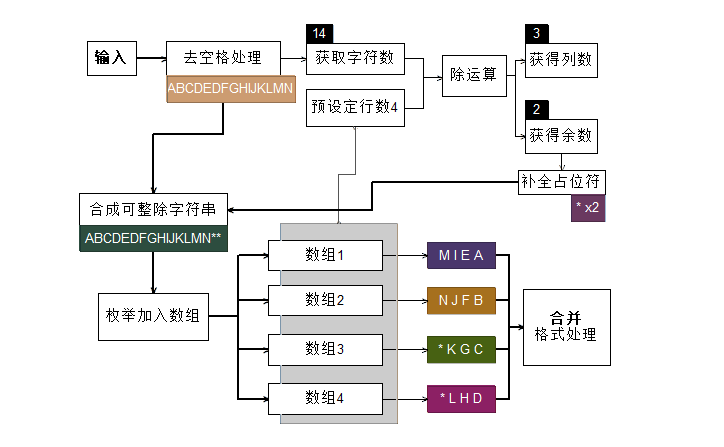 14
3
输入
去空格处理
获取字符数
除运算
获得列数
ABCDEDFGHIJKLMN
预设定行数4
2
获得余数
补全占位符
* x2
合成可整除字符串
ABCDEDFGHIJKLMN**
数组1
M I E A
数组2
N J F B
枚举加入数组
合并
格式处理
数组3
* K G C
数组4
* L H D